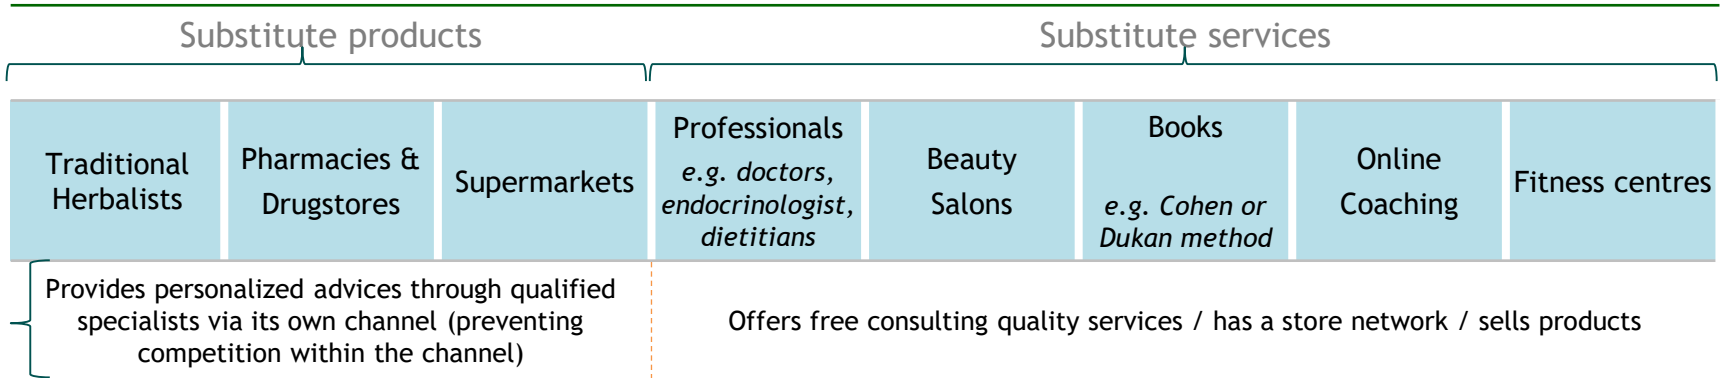 Substitute products
Substitute services
Traditional
Herbalists
Pharmacies &
Drugstores
Supermarkets
Professionals
e.g. doctors,
endocrinologist,
dietitians
Beauty
Salons
Books
e.g. Cohen or
Dukan method
Online
Coaching
Fitness centres
Provides personalized advices through qualified
specialists via its own channel (preventing
competition within the channel)
Offers free consulting quality services / has a store network / sells products